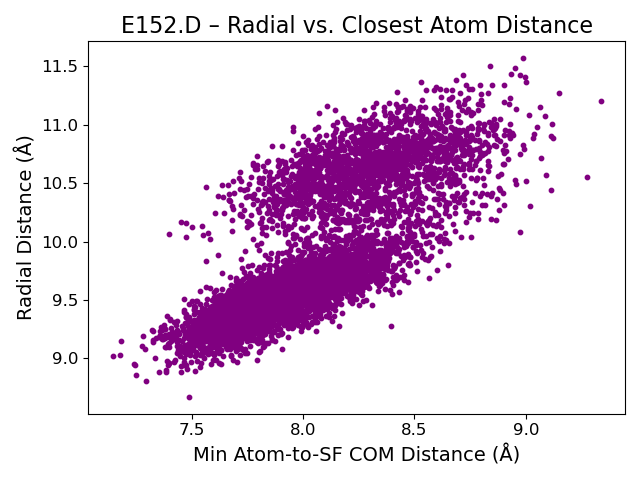 E152.D – Radial vs. Closest Atom Distance
Radial Distance (Å)
11.5
11.0
10.5
10.0
9.5
9.0
7.5 8.0 8.5 9.0
Min Atom-to-SF COM Distance (Å)